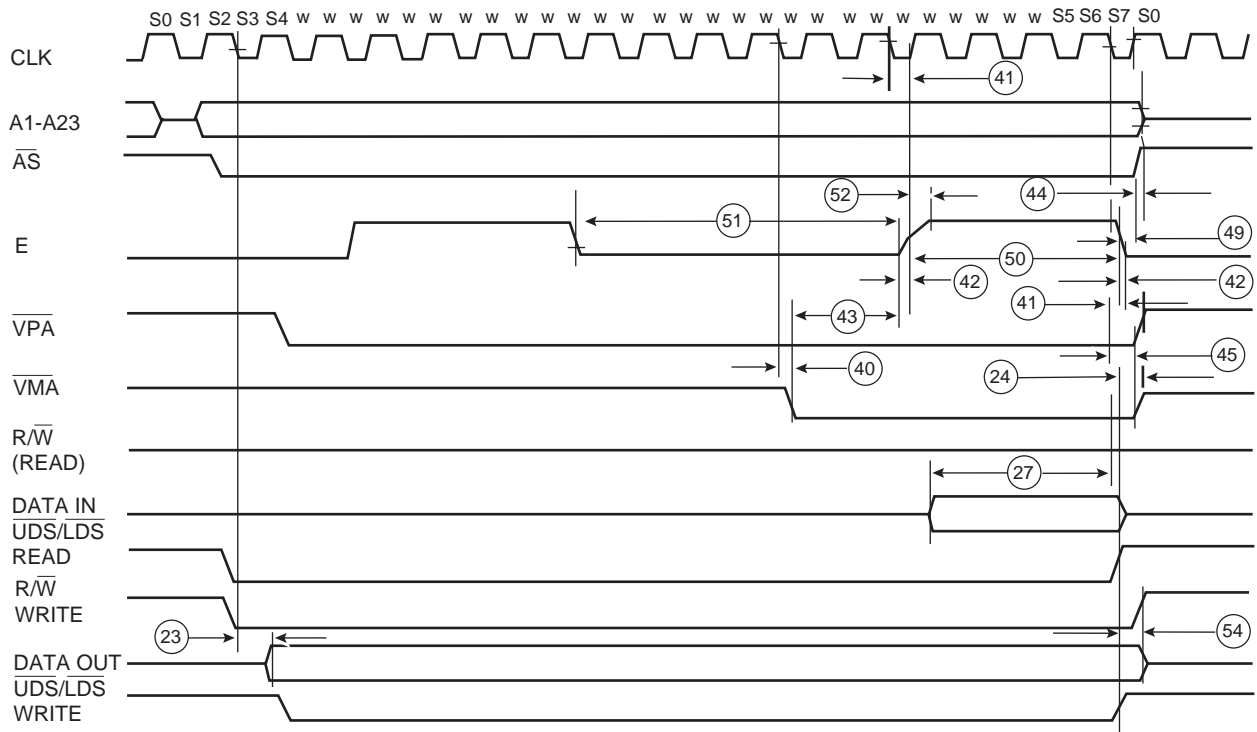 S0 S1 S2 S3 S4 w w w w w w w w w w w w w w w w w w w w w w w w w w w w S5 S6 S7 S0
CLK
41
A1-A23
AS
52
44
51
E
49
50
42
42
41
VPA
43
45
40
24
VMA
R/W
(READ)
27
DATA IN
UDS/LDS
READ
R/W
WRITE
23
54
DATA OUT
UDS/LDS
WRITE